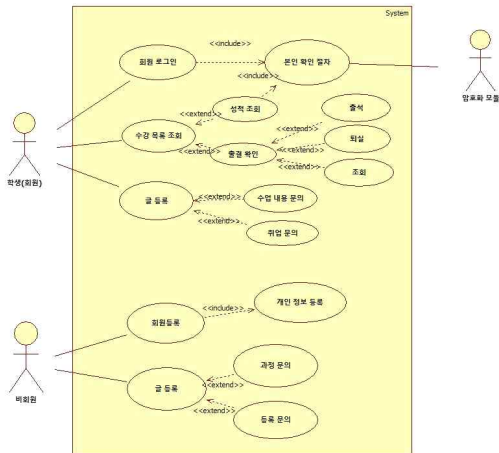 System
회원 로그인
<<include>>
본인 확인 절차
암호화 모듈
<<include>>
성적 조회
<<extend>>
출석
<<extend>>
수강 목록 조회
퇴실
<<extend>>
<<extend>>
출결 확인
<<extend>>
조회
학생(회원)
글 등록
<<extend>>
수업 내용 문의
<<extend>>
취업 문의
개인 정보 등록
<<include>>
회원등록
비회원
과정 문의
글 등록
<<extend>>
<<extend>>
등록 문의